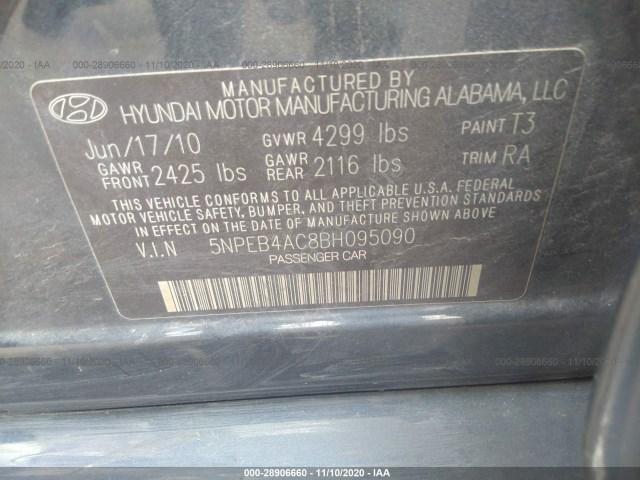 000-28906660 - 11/10/2020 - IAA
11/10/2020 - IAA
000-28906660 - 11/10/2020 - IAA
000-28906660 - 11/10
MANUFACTURED BY
HYUNDAI MOTOR MANUFACTURING ALABAMA, LLC
Jun/17/10 GVWR 4299 lbs PAINT T3
GAWR FRONT 2425 lbs GAWR REAR 2116 lbs TRIM RA
THIS VEHICLE CONFORMS TO ALL APPLICABLE U.S.A. FEDERAL
MOTOR VEHICLE SAFETY, BUMPER, AND THEFT PREVENTION STANDARDS
IN EFFECT ON THE DATE OF MANUFACTURE SHOWN ABOVE.
V.I.N 5NPEB4AC8BH095090
PASSENGER CAR
000-28906660 - 11/10/2020 - IAA